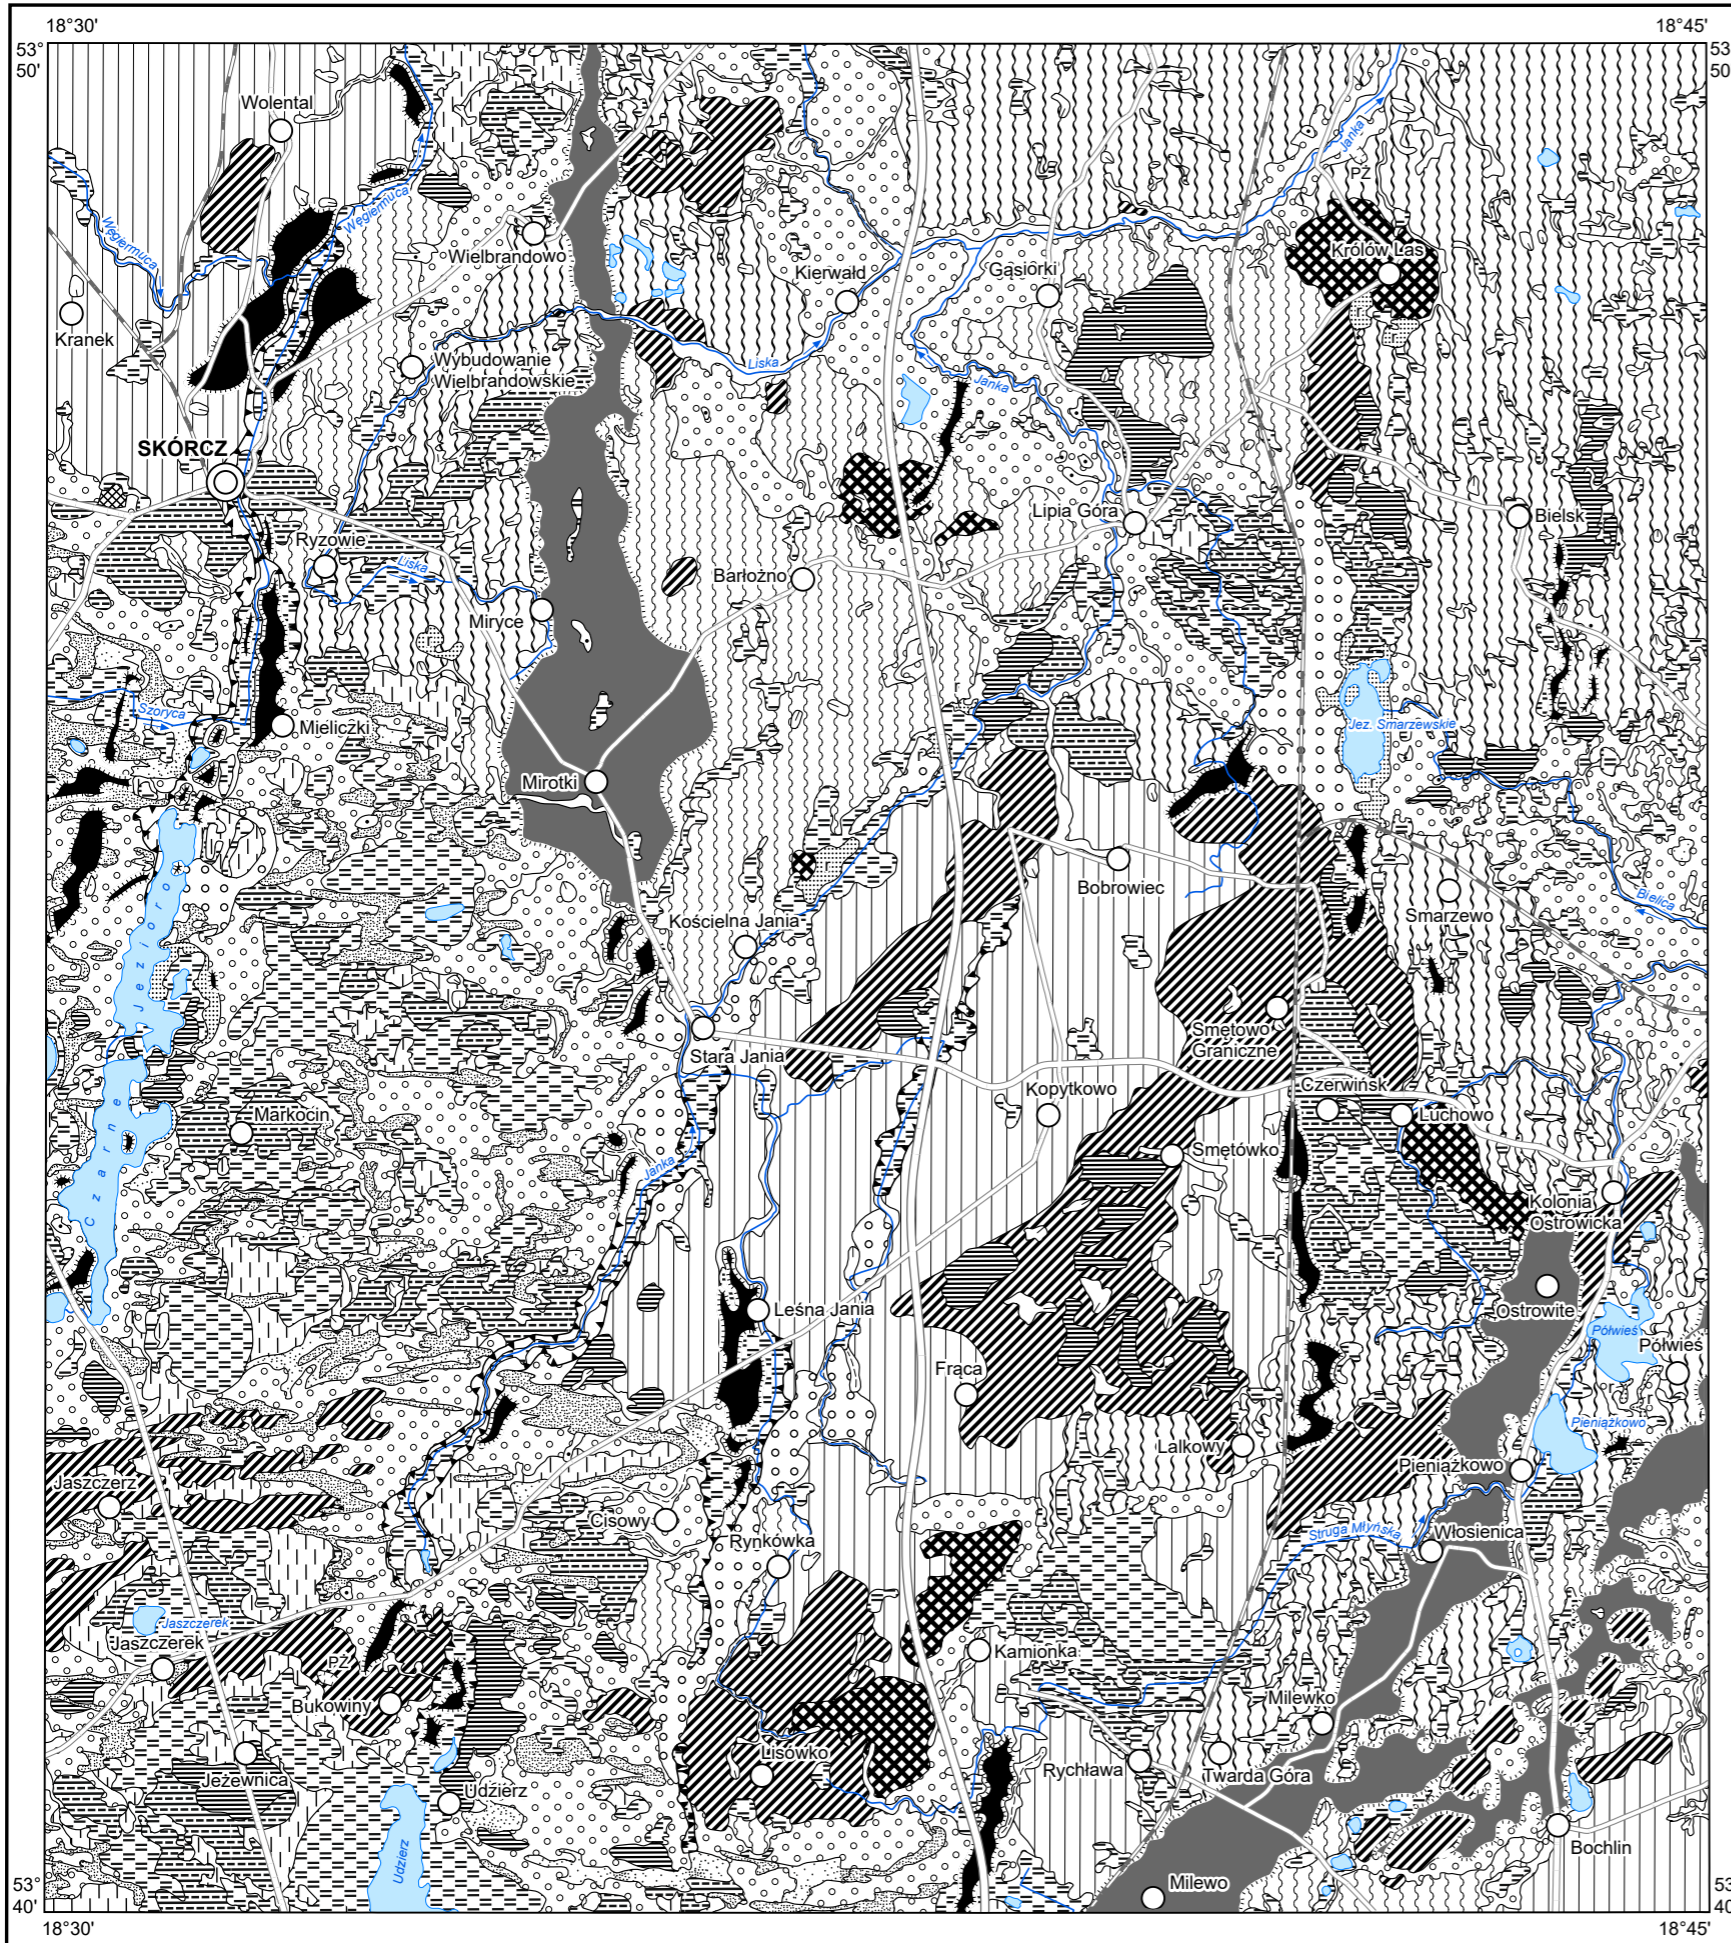 18°30'
18°45'
53°
50'
53
50
Wolental
Janka
PŻ
Węgiermuca
Węgiermuca
Królów Las
Wielbrandowo
Kierwałd
Gąsiorki
Kranek
Wybudowanie
Wielbrandowskie
Liska
Janka
SKÓRCZ
Lipia Góra
Bielsk
Ryzowie
Liska
Barłożno
Miryce
Szoryca
Mieliczki
Jez. Smarzewskie
Mirotki
Bobrowiec
Smarzewo
Bielica
Kościelna Jania
Czarne Jezioro
Smętowo
Graniczne
Stara Jania
Kopytkowo
Czerwińsk
Luchowo
Markocin
Smętówko
Janka
Kolonia
Ostrowicka
Leśna Jania
Ostrowite
Półwieś
Półwieś
Frąca
Pieniążkowo
Lalkowy
Pieniążkowo
Jaszczerz
Cisowy
Struga Młyńska
Włosienica
Rynkówka
Jaszczerek
Jaszczerek
Kamionka
PŻ
Bukowiny
Milewko
Lisówko
Rychława
Twarda Góra
Jeżewnica
Udzierz
Bochlin
Udzierz
Milewo
53°
40'
53
40
18°30'
18°45'